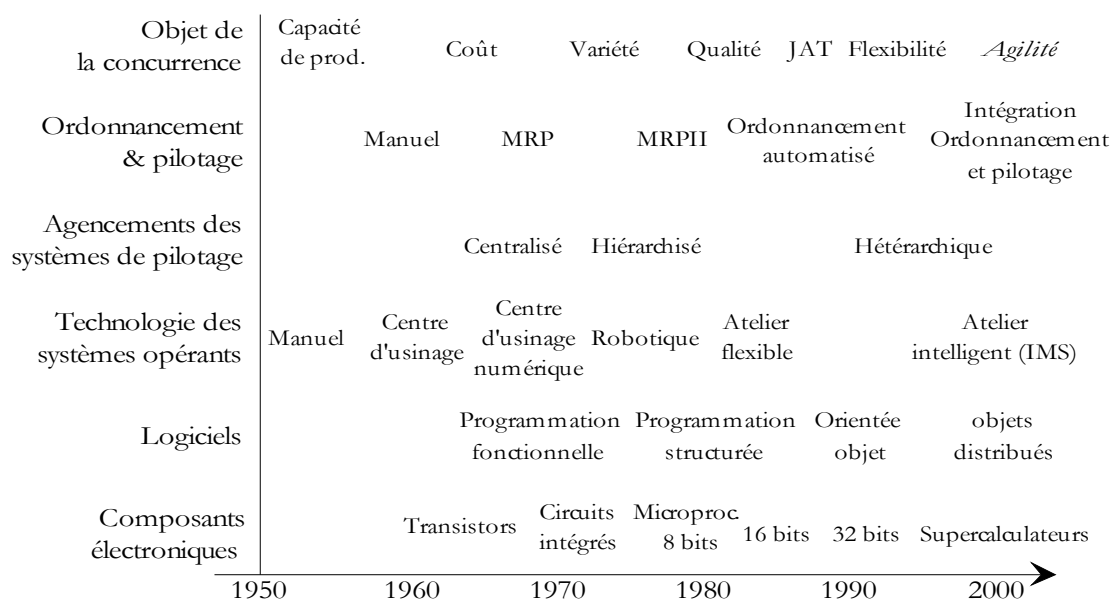 Objet de
la concurrence
Capacité
de prod.
Coût Variété Qualité JAT Flexibilité Agilité
Ordonnancement
& pilotage
Manuel MRP MRPII
Ordonnancement
automatisé
Intégration
Ordonnancement
et pilotage
Agencements des
systèmes de pilotage
Centralisé Hiérarchisé Hétérarchique
Technologie des
systèmes opérants
Manuel
Centre
d'usinage
Centre
d'usinage
numérique
Robotique
Atelier
flexible
Atelier
intelligent (IMS)
Logiciels
Programmation
fonctionnelle
Programmation
structurée
Orientée
objet
objets
distribués
Composants
électroniques
Transistors
Circuits
intégrés
Microproc.
8 bits
16 bits 32 bits Supercalculateurs
1950 1960 1970 1980 1990 2000